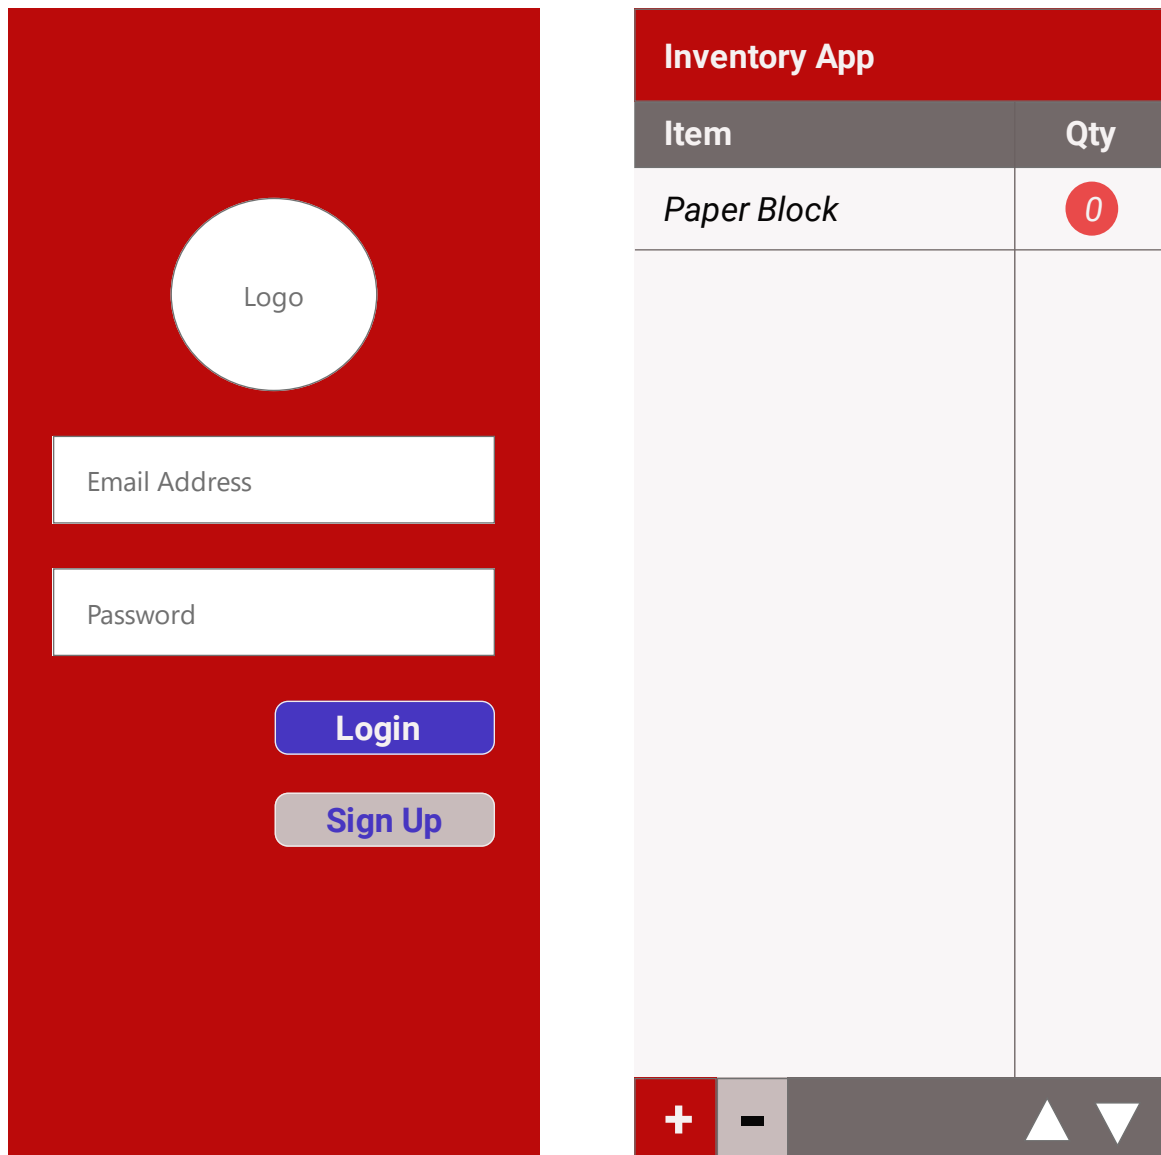 Logo
Email Address
Password
Login
Sign Up
Inventory App
Item Qty
Paper Block 0
+ -